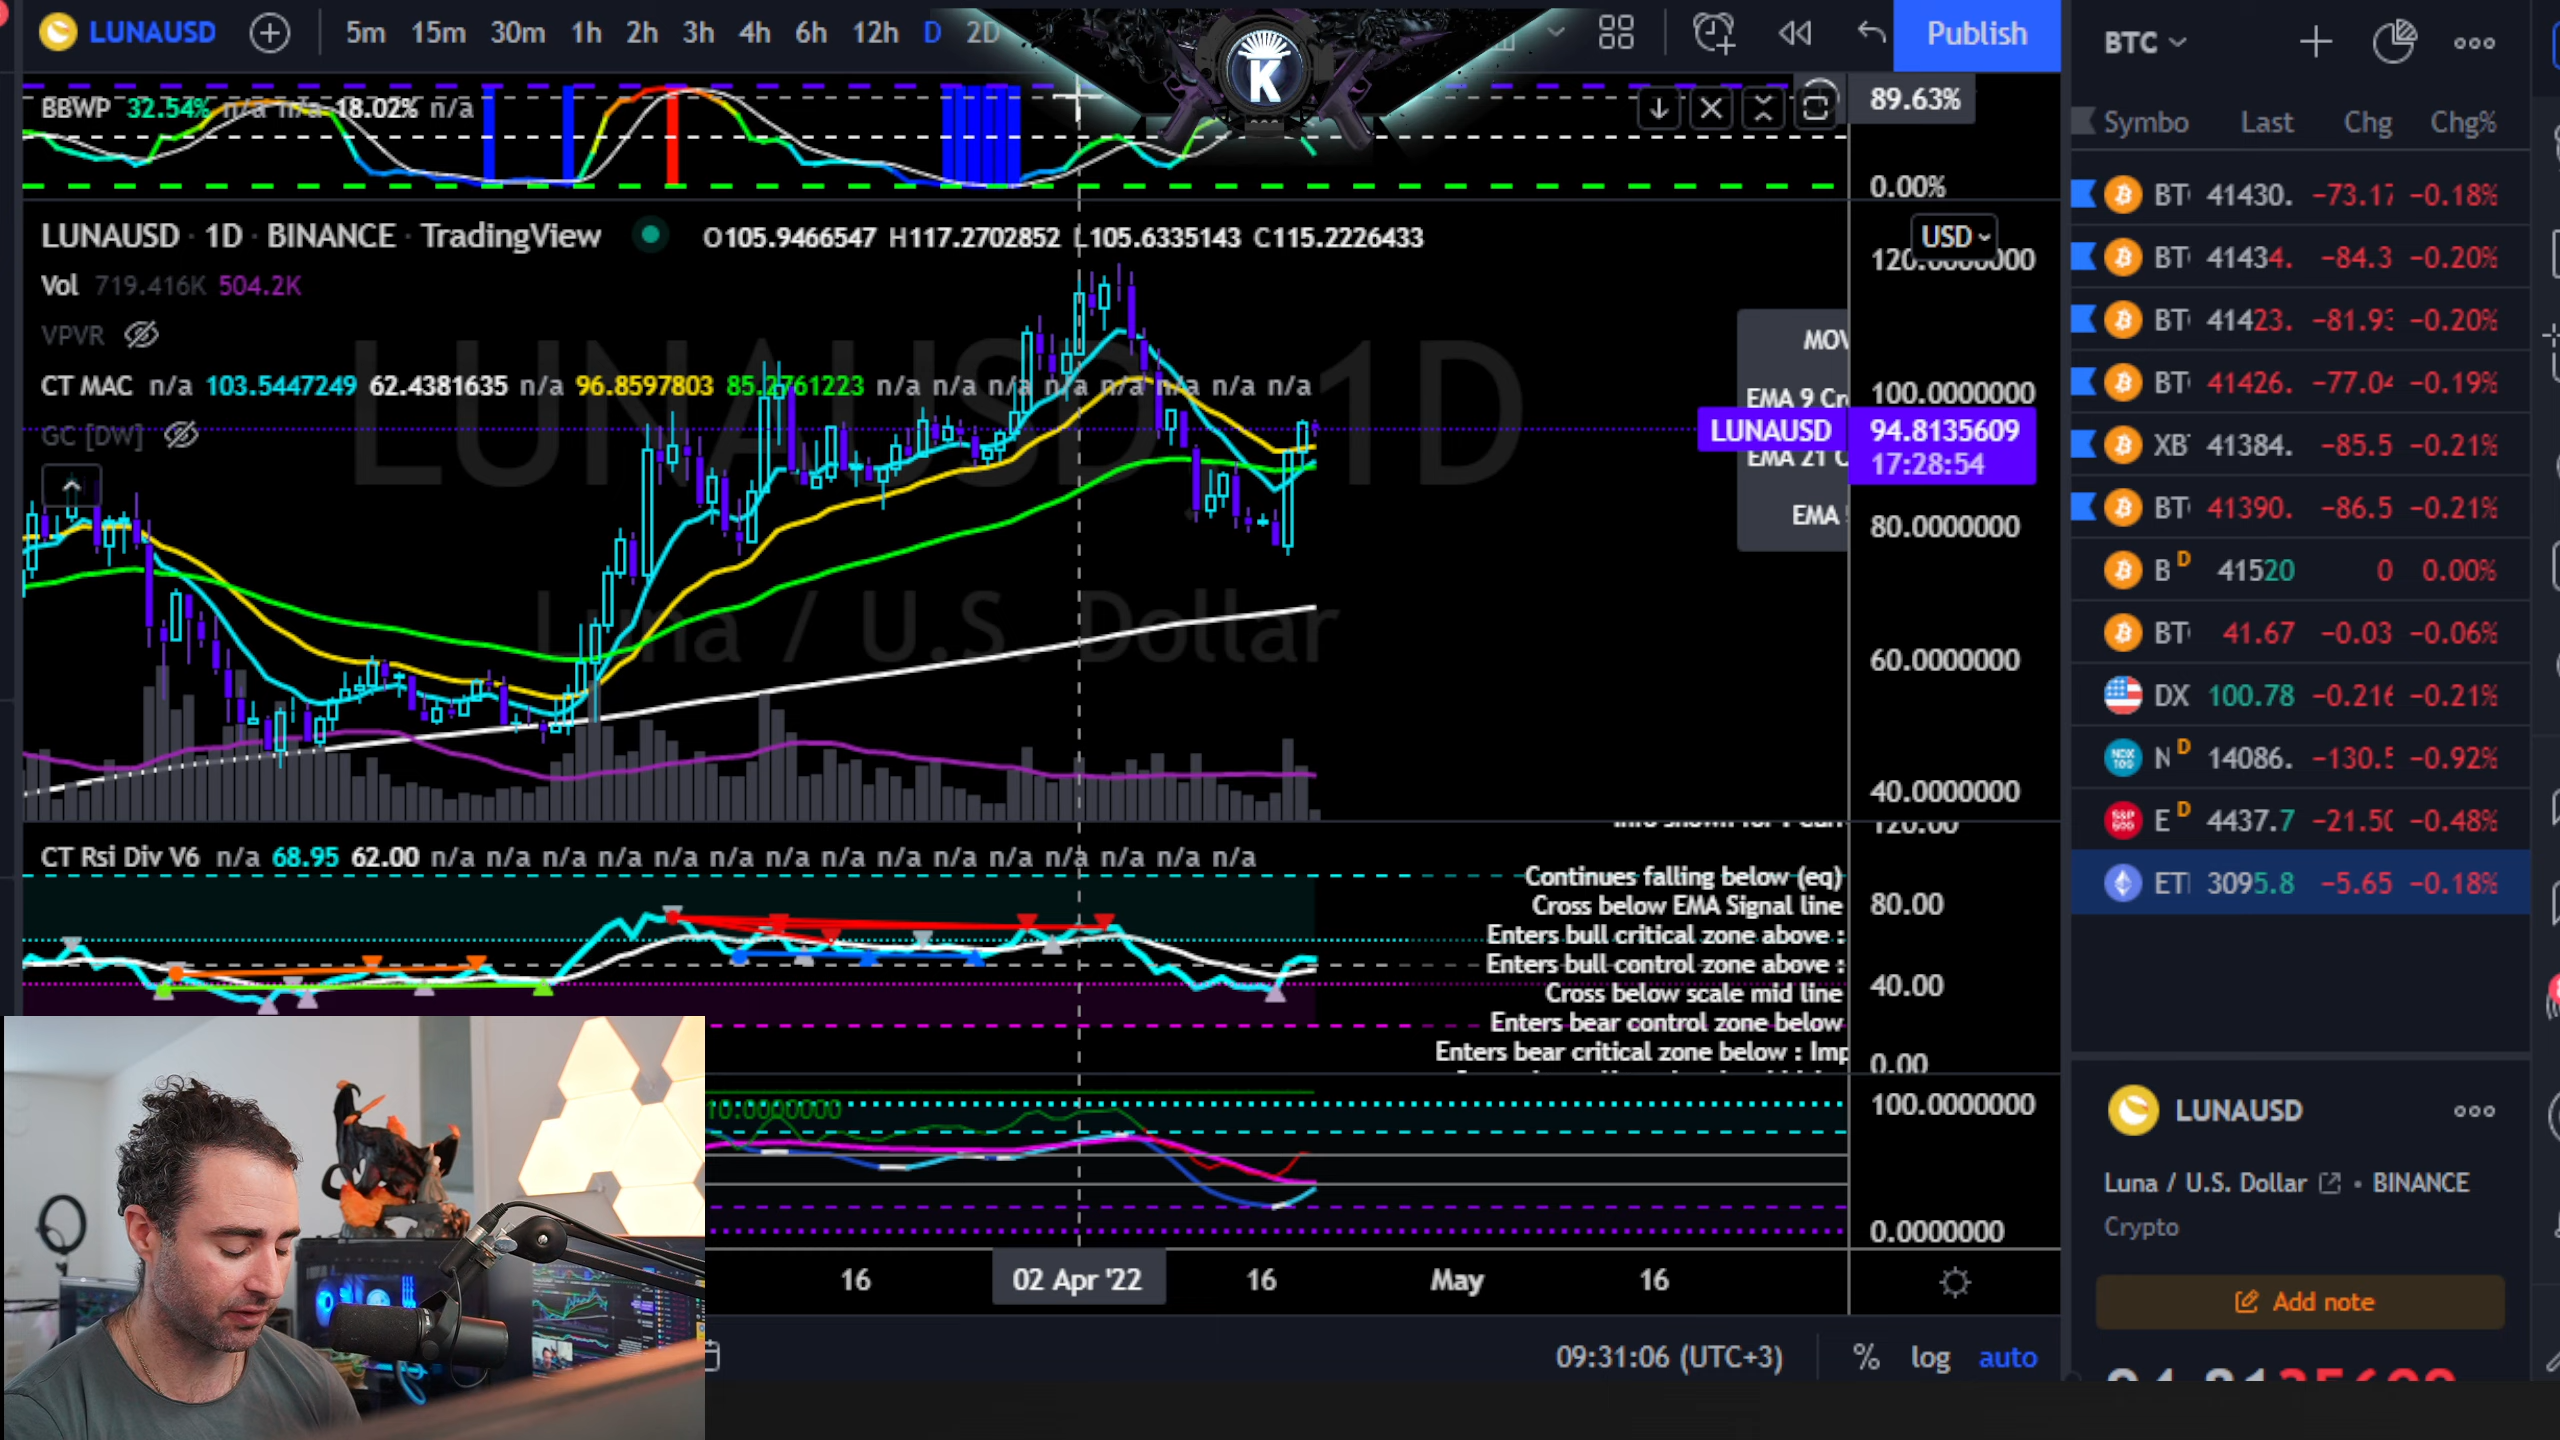 LUNAUSD 5m 15m 30m 1h 2h 3h 4h 6h 12h D 2D K Publish BTC
BBWP 32.54% n/a n/a 18.02% n/a 89.63%
0.00%
Symbo Last Chg Chg%
LUNAUSD · 1D · BINANCE · TradingView O105.9466547 H117.2702852 L105.6335143 C115.2226433 USD
Vol 719.416K 504.2K
VPVR
CT MAC n/a 103.5447249 62.4381635 n/a 96.8597803 85.2761223 n/a n/a n/a n/a n/a n/a n/a n/a
GC [DW]
LUNAUSD 1D
Luna / U.S. Dollar
MOV
EMA 9 Cr
EMA 21
EMA
100.0000000
LUNAUSD 94.8135609
17:28:54
80.0000000
60.0000000
40.0000000
CT Rsi Div V6 n/a 68.95 62.00 n/a n/a n/a n/a n/a n/a n/a n/a n/a n/a n/a n/a n/a n/a n/a
120.00
80.00
40.00
0.00
Continues falling below (eq)
Cross below EMA Signal line
Enters bull critical zone above :
Enters bull control zone above :
Cross below scale mid line
Enters bear control zone below
Enters bear critical zone below : Imp
100.0000000
0.0000000
16 02 Apr '22 16 May 16
09:31:06 (UTC+3) % log auto
BT 41430. -73.17 -0.18%
BT 41434. -84.3 -0.20%
BT 41423. -81.93 -0.20%
BT 41426. -77.04 -0.19%
XB 41384. -85.5 -0.21%
BT 41390. -86.5 -0.21%
B D 41520 0 0.00%
BT 41.67 -0.03 -0.06%
DX 100.78 -0.216 -0.21%
N D 14086. -130.5 -0.92%
E D 4437.7 -21.50 -0.48%
ET 3095.8 -5.65 -0.18%
LUNAUSD
Luna / U.S. Dollar • BINANCE
Crypto
Add note